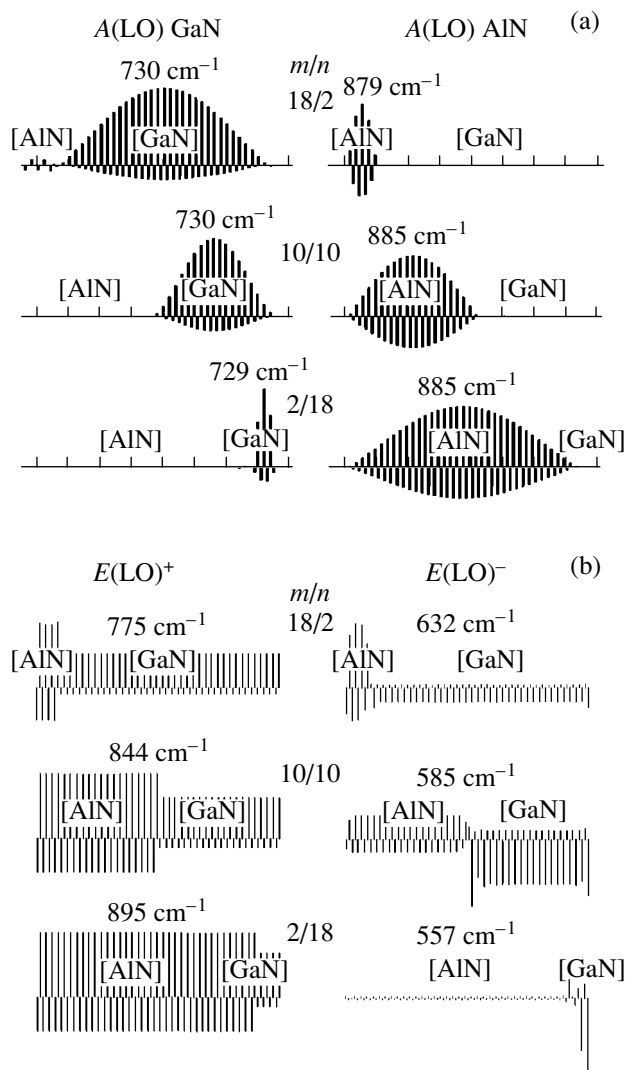 A(LO) GaN A(LO) AlN (a)
730 cm−1 m/n 879 cm−1
18/2
[AlN] [GaN] [AlN] [GaN]
730 cm−1 10/10 885 cm−1
[AlN] [GaN] [AlN] [GaN]
729 cm−1 2/18 885 cm−1
[AlN] [GaN] [AlN] [GaN]
E(LO)+ E(LO)− (b)
m/n
775 cm−1 18/2 632 cm−1
[AlN] [GaN] [AlN] [GaN]
844 cm−1 10/10 585 cm−1
[AlN] [GaN] [AlN] [GaN]
895 cm−1 2/18 557 cm−1
[AlN] [GaN] [AlN] [GaN]